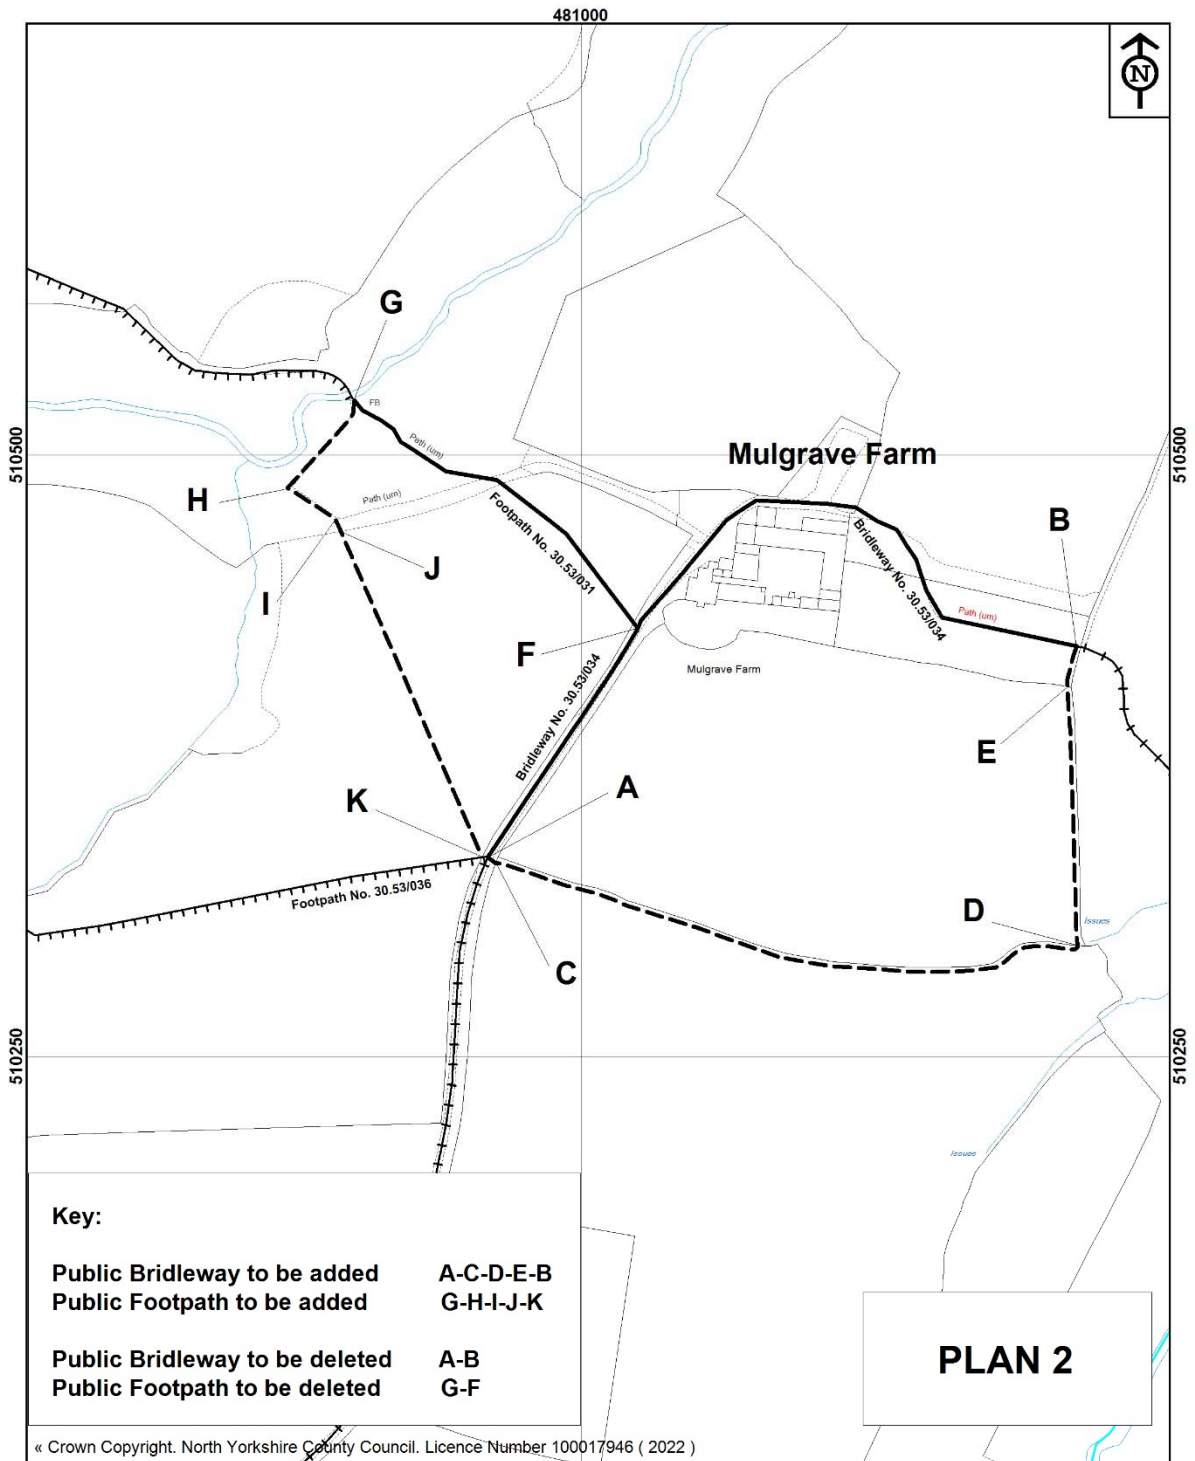 481000
N
G
FB
Path (um)
510500
510500
Mulgrave Farm
H
Path (um)
Footpath No. 30.53/031
B
Bridleway No. 30.53/034
J
I
Path (um)
F
Mulgrave Farm
Bridleway No. 30.53/034
E
K
A
Footpath No. 30.53/036
D
Issues
C
510250
510250
Issues
Key:
Public Bridleway to be added A-C-D-E-B
Public Footpath to be added G-H-I-J-K
Public Bridleway to be deleted A-B
Public Footpath to be deleted G-F
PLAN 2
« Crown Copyright. North Yorkshire County Council. Licence Number 100017946 ( 2022 )